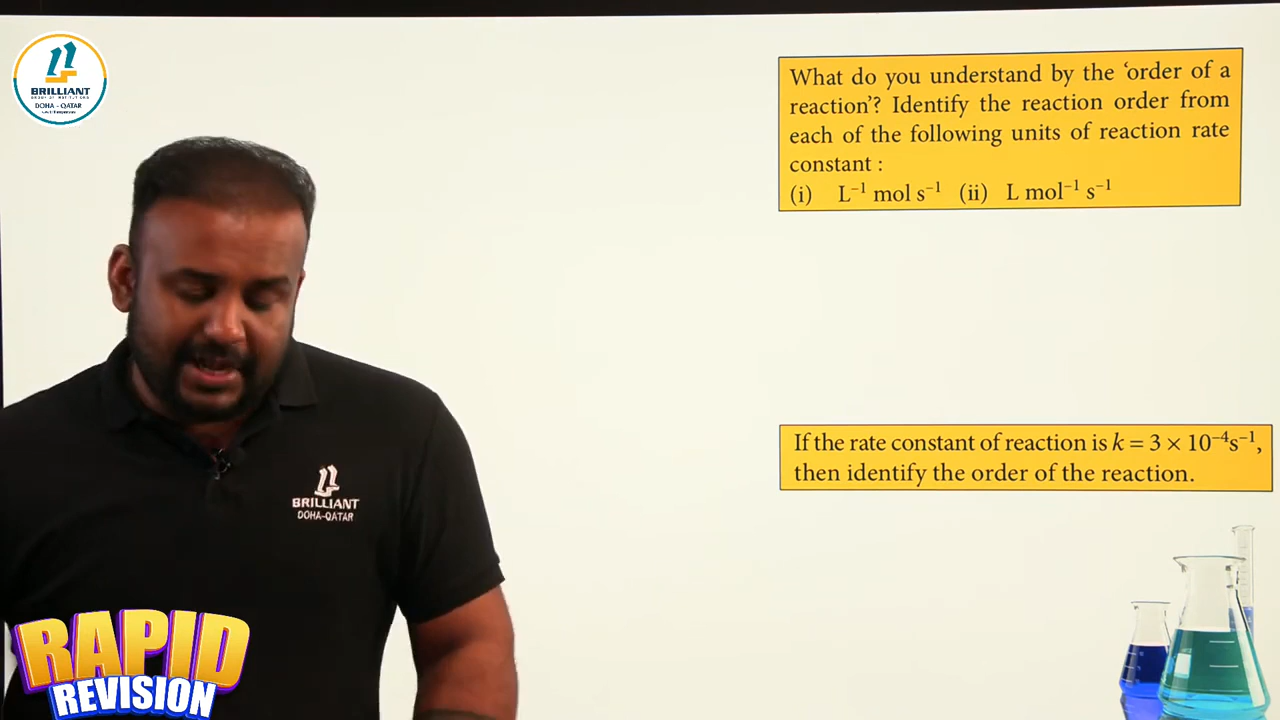 BRILLIANT
DOHA - QATAR
What do you understand by the ‘order of a
reaction’? Identify the reaction order from
each of the following units of reaction rate
constant :
(i) L⁻¹ mol s⁻¹ (ii) L mol⁻¹ s⁻¹
If the rate constant of reaction is k = 3 × 10⁻⁴s⁻¹,
then identify the order of the reaction.
BRILLIANT
DOHA-QATAR
RAPID
REVISION